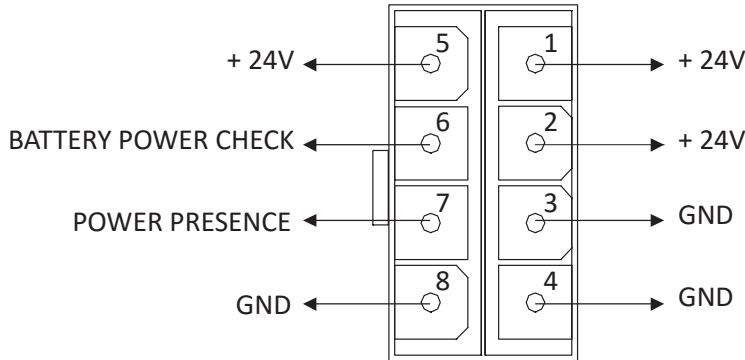 + 24V 5 1 + 24V
BATTERY POWER CHECK 6 2 + 24V
POWER PRESENCE 7 3 GND
GND 8 4 GND